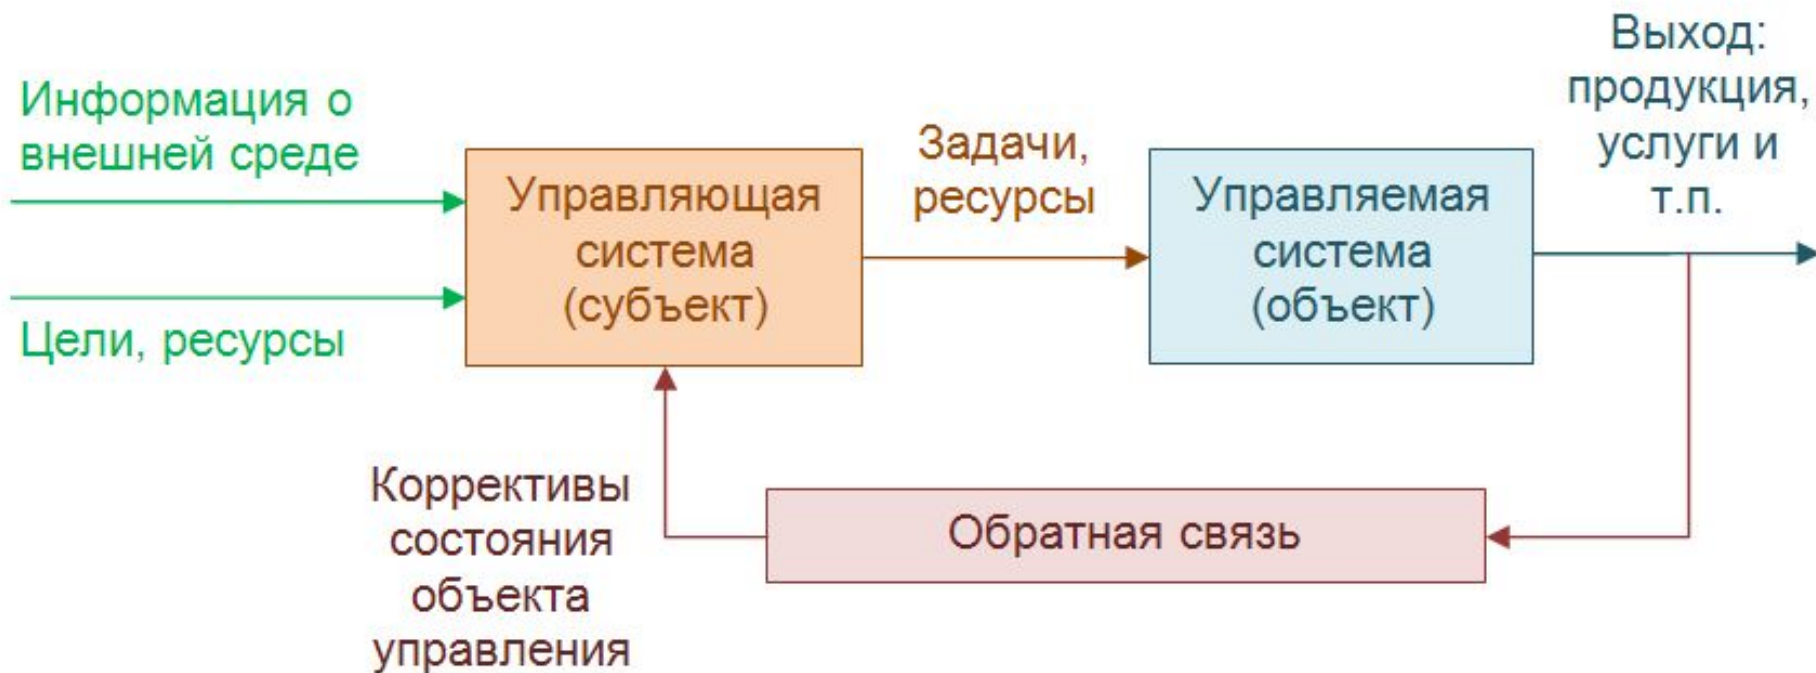 Информация о
внешней среде
Цели, ресурсы
Управляющая
система
(субъект)
Задачи,
ресурсы
Управляемая
система
(объект)
Выход:
продукция,
услуги и
т.п.
Коррективы
состояния
объекта
управления
Обратная связь